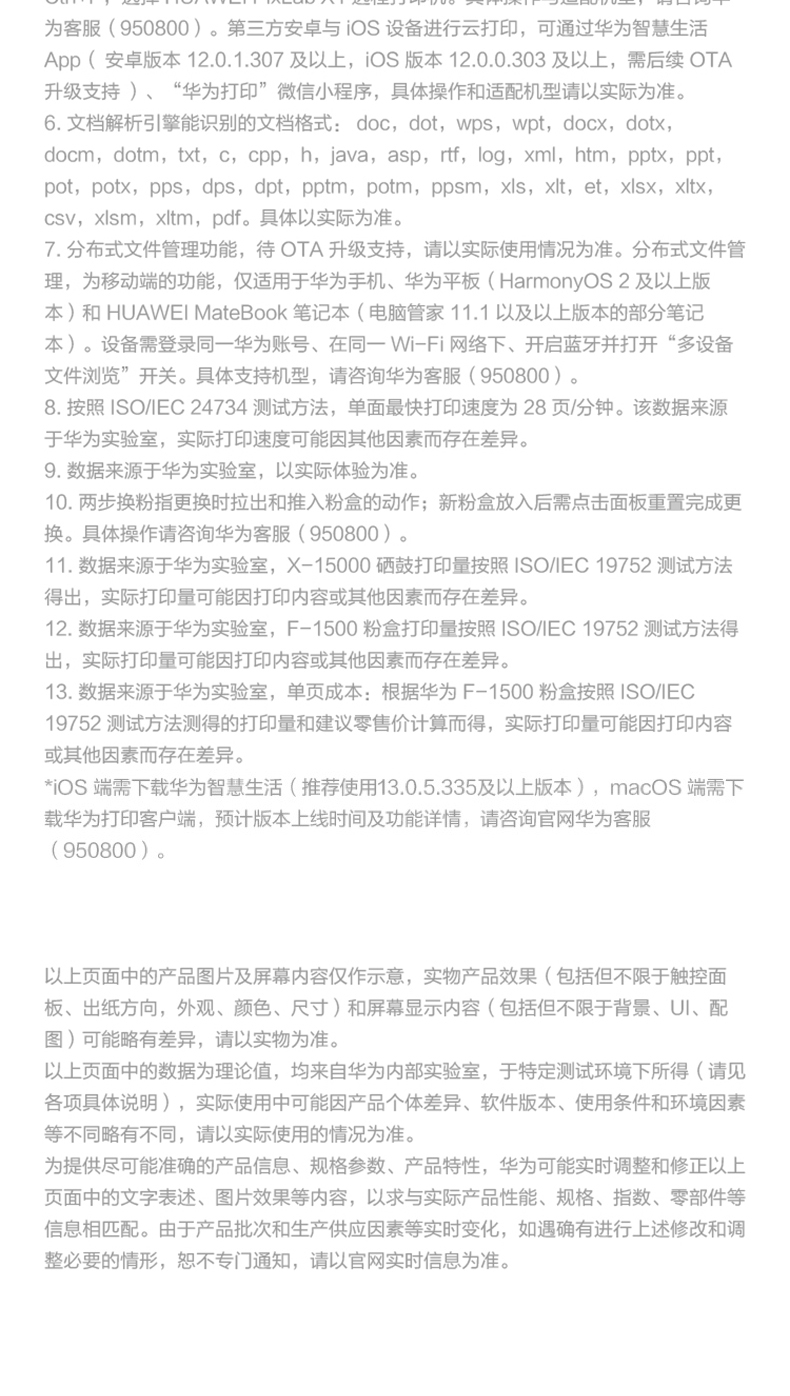 为客服（950800）。第三方安卓与 iOS 设备进行云打印，可通过华为智慧生活
App（ 安卓版本 12.0.1.307 及以上，iOS 版本 12.0.0.303 及以上，需后续 OTA
升级支持 ）、“华为打印”微信小程序，具体操作和适配机型请以实际为准。
6. 文档解析引擎能识别的文档格式： doc，dot，wps，wpt，docx，dotx，
docm，dotm，txt，c，cpp，h，java，asp，rtf，log，xml，htm，pptx，ppt，
pot，potx，pps，dps，dpt，pptm，potm，ppsm，xls，xlt，et，xlsx，xltx，
csv，xlsm，xltm，pdf。具体以实际为准。
7. 分布式文件管理功能，待 OTA 升级支持，请以实际使用情况为准。分布式文件管
理，为移动端的功能，仅适用于华为手机、华为平板（HarmonyOS 2 及以上版
本）和 HUAWEI MateBook 笔记本（电脑管家 11.1 以及以上版本的部分笔记
本）。设备需登录同一华为账号、在同一 Wi-Fi 网络下、开启蓝牙并打开“多设备
文件浏览”开关。具体支持机型，请咨询华为客服（950800）。
8. 按照 ISO/IEC 24734 测试方法，单面最快打印速度为 28 页/分钟。该数据来源
于华为实验室，实际打印速度可能因其他因素而存在差异。
9. 数据来源于华为实验室，以实际体验为准。
10. 两步换粉指更换时拉出和推入粉盒的动作；新粉盒放入后需点击面板重置完成更
换。具体操作请咨询华为客服（950800）。
11. 数据来源于华为实验室，X-15000 硒鼓打印量按照 ISO/IEC 19752 测试方法
得出，实际打印量可能因打印内容或其他因素而存在差异。
12. 数据来源于华为实验室，F-1500 粉盒打印量按照 ISO/IEC 19752 测试方法得
出，实际打印量可能因打印内容或其他因素而存在差异。
13. 数据来源于华为实验室，单页成本：根据华为 F-1500 粉盒按照 ISO/IEC
19752 测试方法测得的打印量和建议零售价计算而得，实际打印量可能因打印内容
或其他因素而存在差异。
*iOS 端需下载华为智慧生活（推荐使用13.0.5.335及以上版本），macOS 端需下
载华为打印客户端，预计版本上线时间及功能详情，请咨询官网华为客服
（950800）。
以上页面中的产品图片及屏幕内容仅作示意，实物产品效果（包括但不限于触控面
板、出纸方向，外观、颜色、尺寸）和屏幕显示内容（包括但不限于背景、UI、配
图）可能略有差异，请以实物为准。
以上页面中的数据为理论值，均来自华为内部实验室，于特定测试环境下所得（请见
各项具体说明），实际使用中可能因产品个体差异、软件版本、使用条件和环境因素
等不同略有不同，请以实际使用的情况为准。
为提供尽可能准确的产品信息、规格参数、产品特性，华为可能实时调整和修正以上
页面中的文字表述、图片效果等内容，以求与实际产品性能、规格、指数、零部件等
信息相匹配。由于产品批次和生产供应因素等实时变化，如遇确有进行上述修改和调
整必要的情形，恕不专门通知，请以官网实时信息为准。